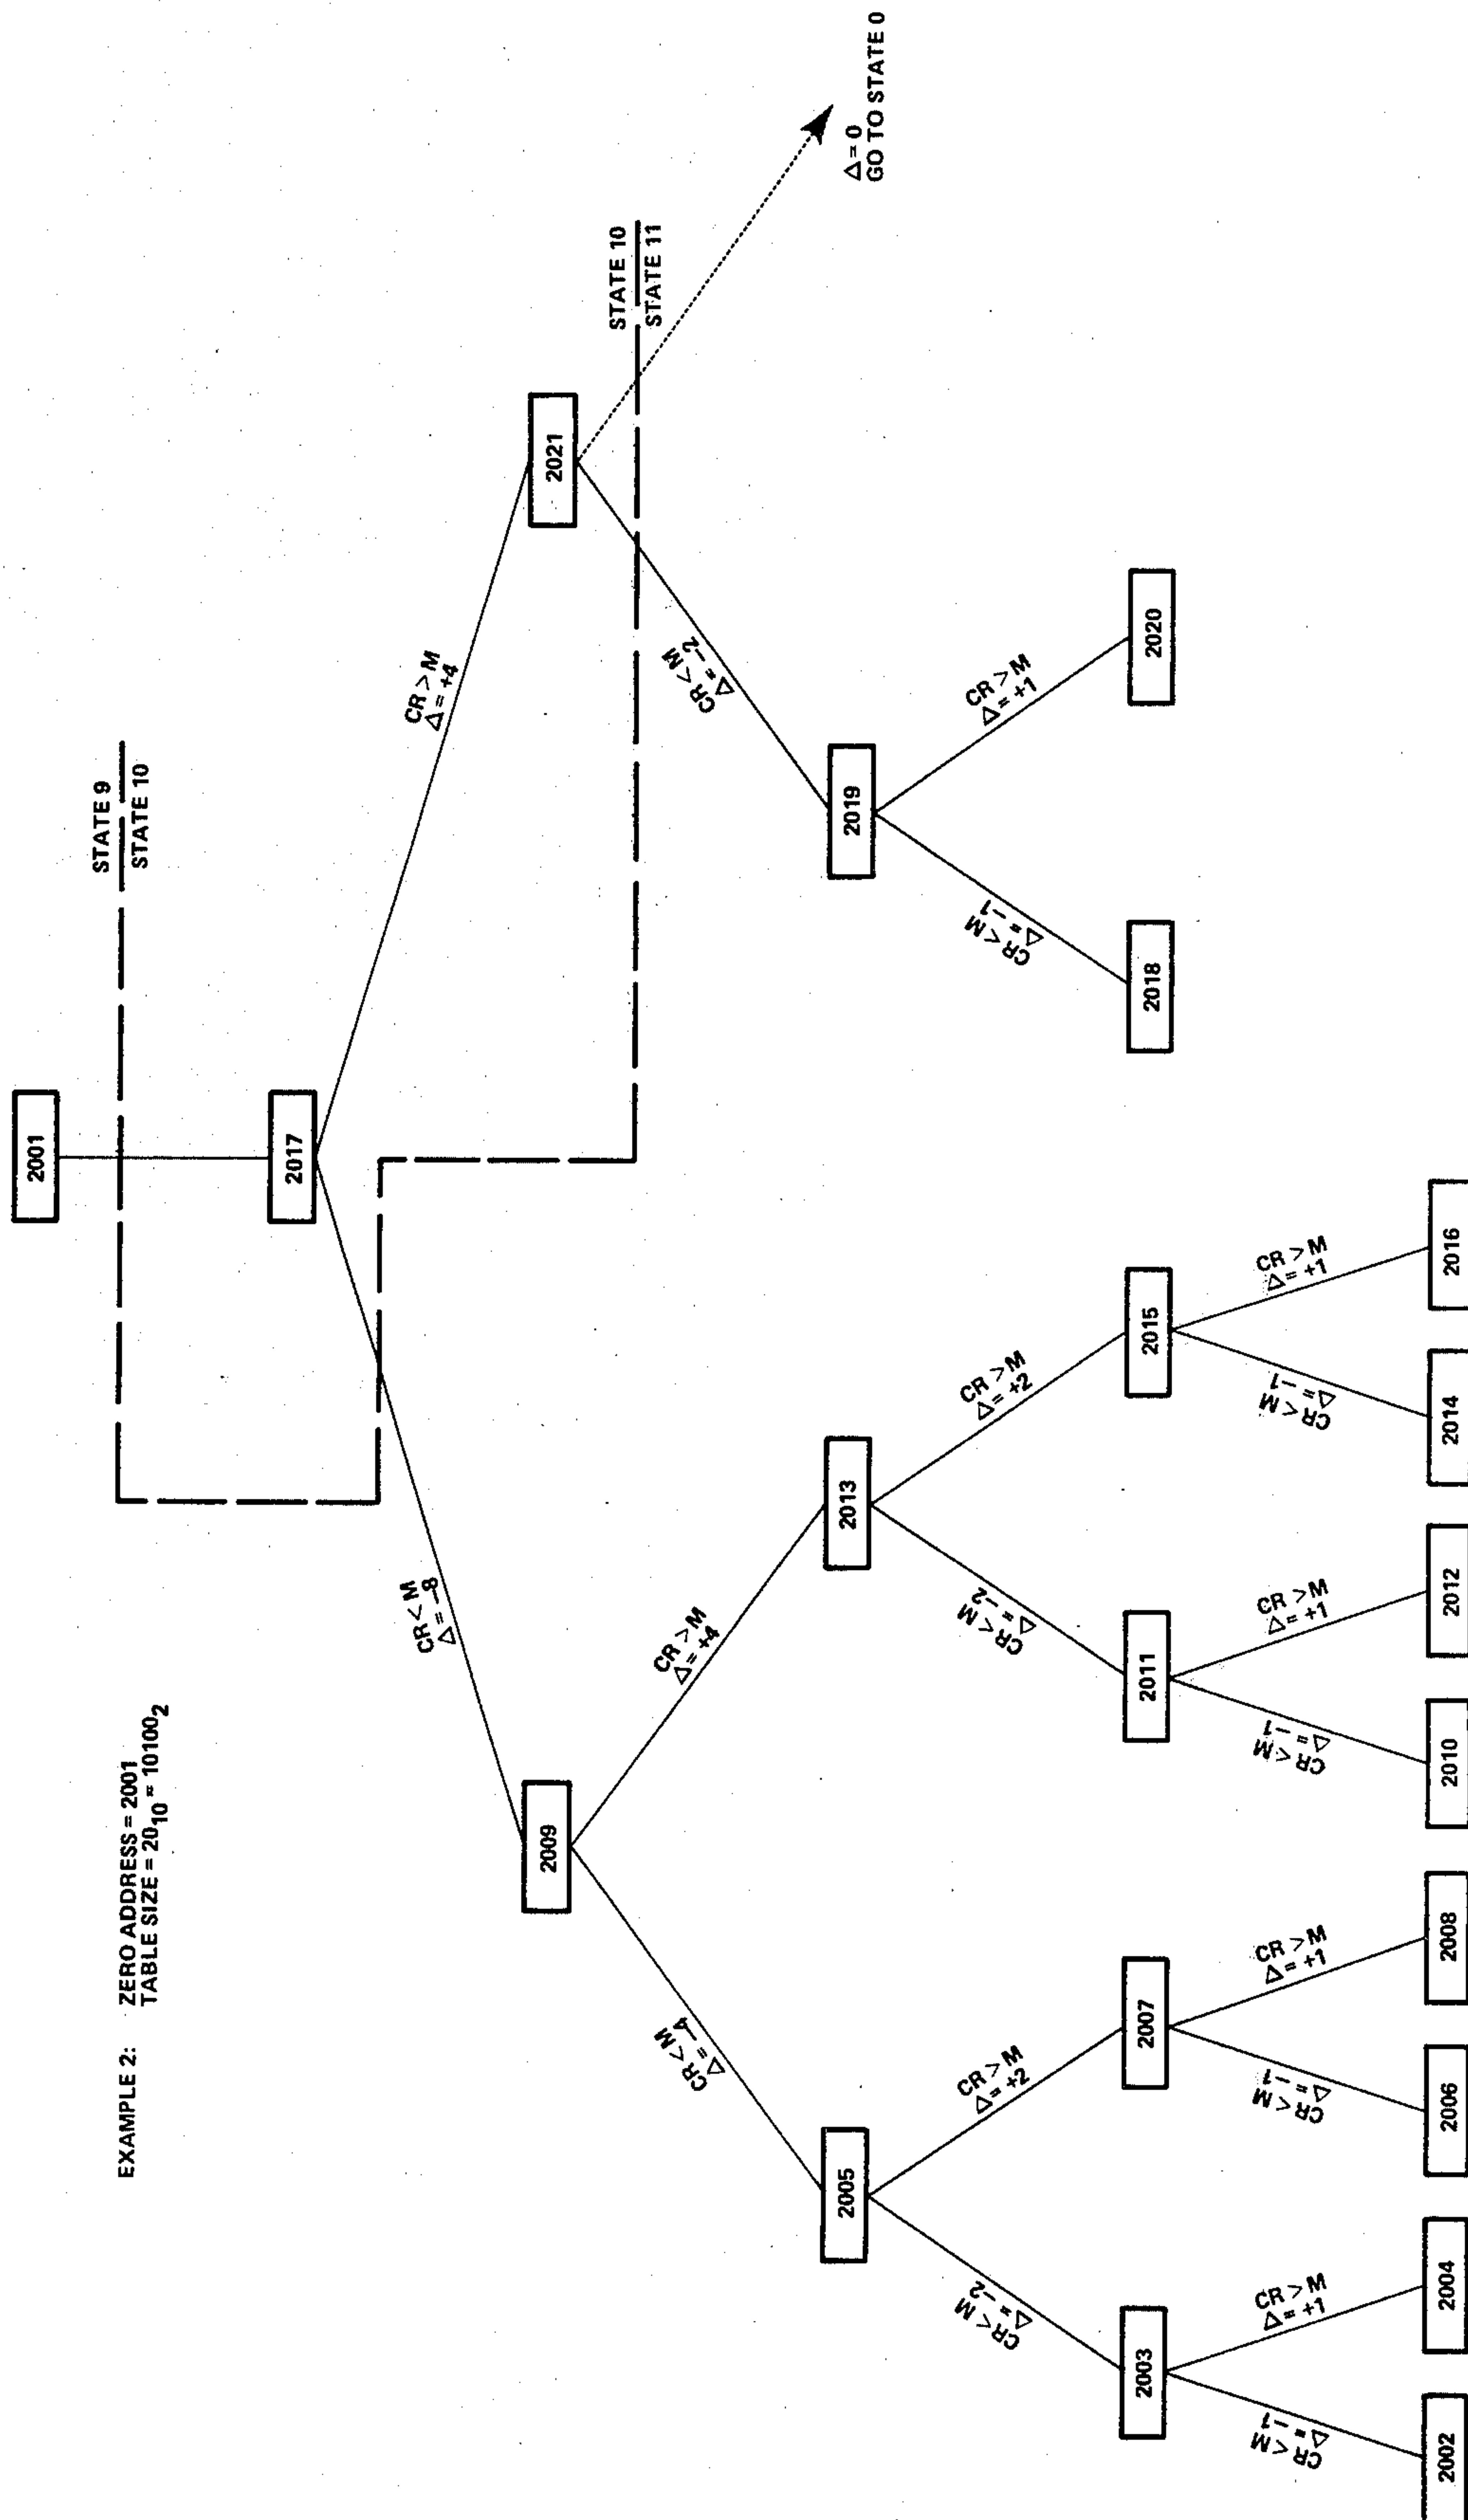 EXAMPLE 2: ZERO ADDRESS = 2001
TABLE SIZE = 20₁₀ = 10100₂
2001
STATE 9
STATE 10
2017
CR < M
Δ = –8
CR > M
Δ = +4
2009
2021
STATE 10
STATE 11
CR < M
Δ = –4
CR > M
Δ = +4
CR < M
Δ = –2
Δ = 0
GO TO STATE 0
2005
2013
2019
CR < M
Δ = –2
CR > M
Δ = +2
CR < M
Δ = –2
CR > M
Δ = +2
CR < M
Δ = –1
CR > M
Δ = +1
2003
2007
2011
2015
2018
2020
CR < M
Δ = –1
CR > M
Δ = +1
CR < M
Δ = –1
CR > M
Δ = +1
CR < M
Δ = –1
CR > M
Δ = +1
CR < M
Δ = –1
CR > M
Δ = +1
2002
2004
2006
2008
2010
2012
2014
2016